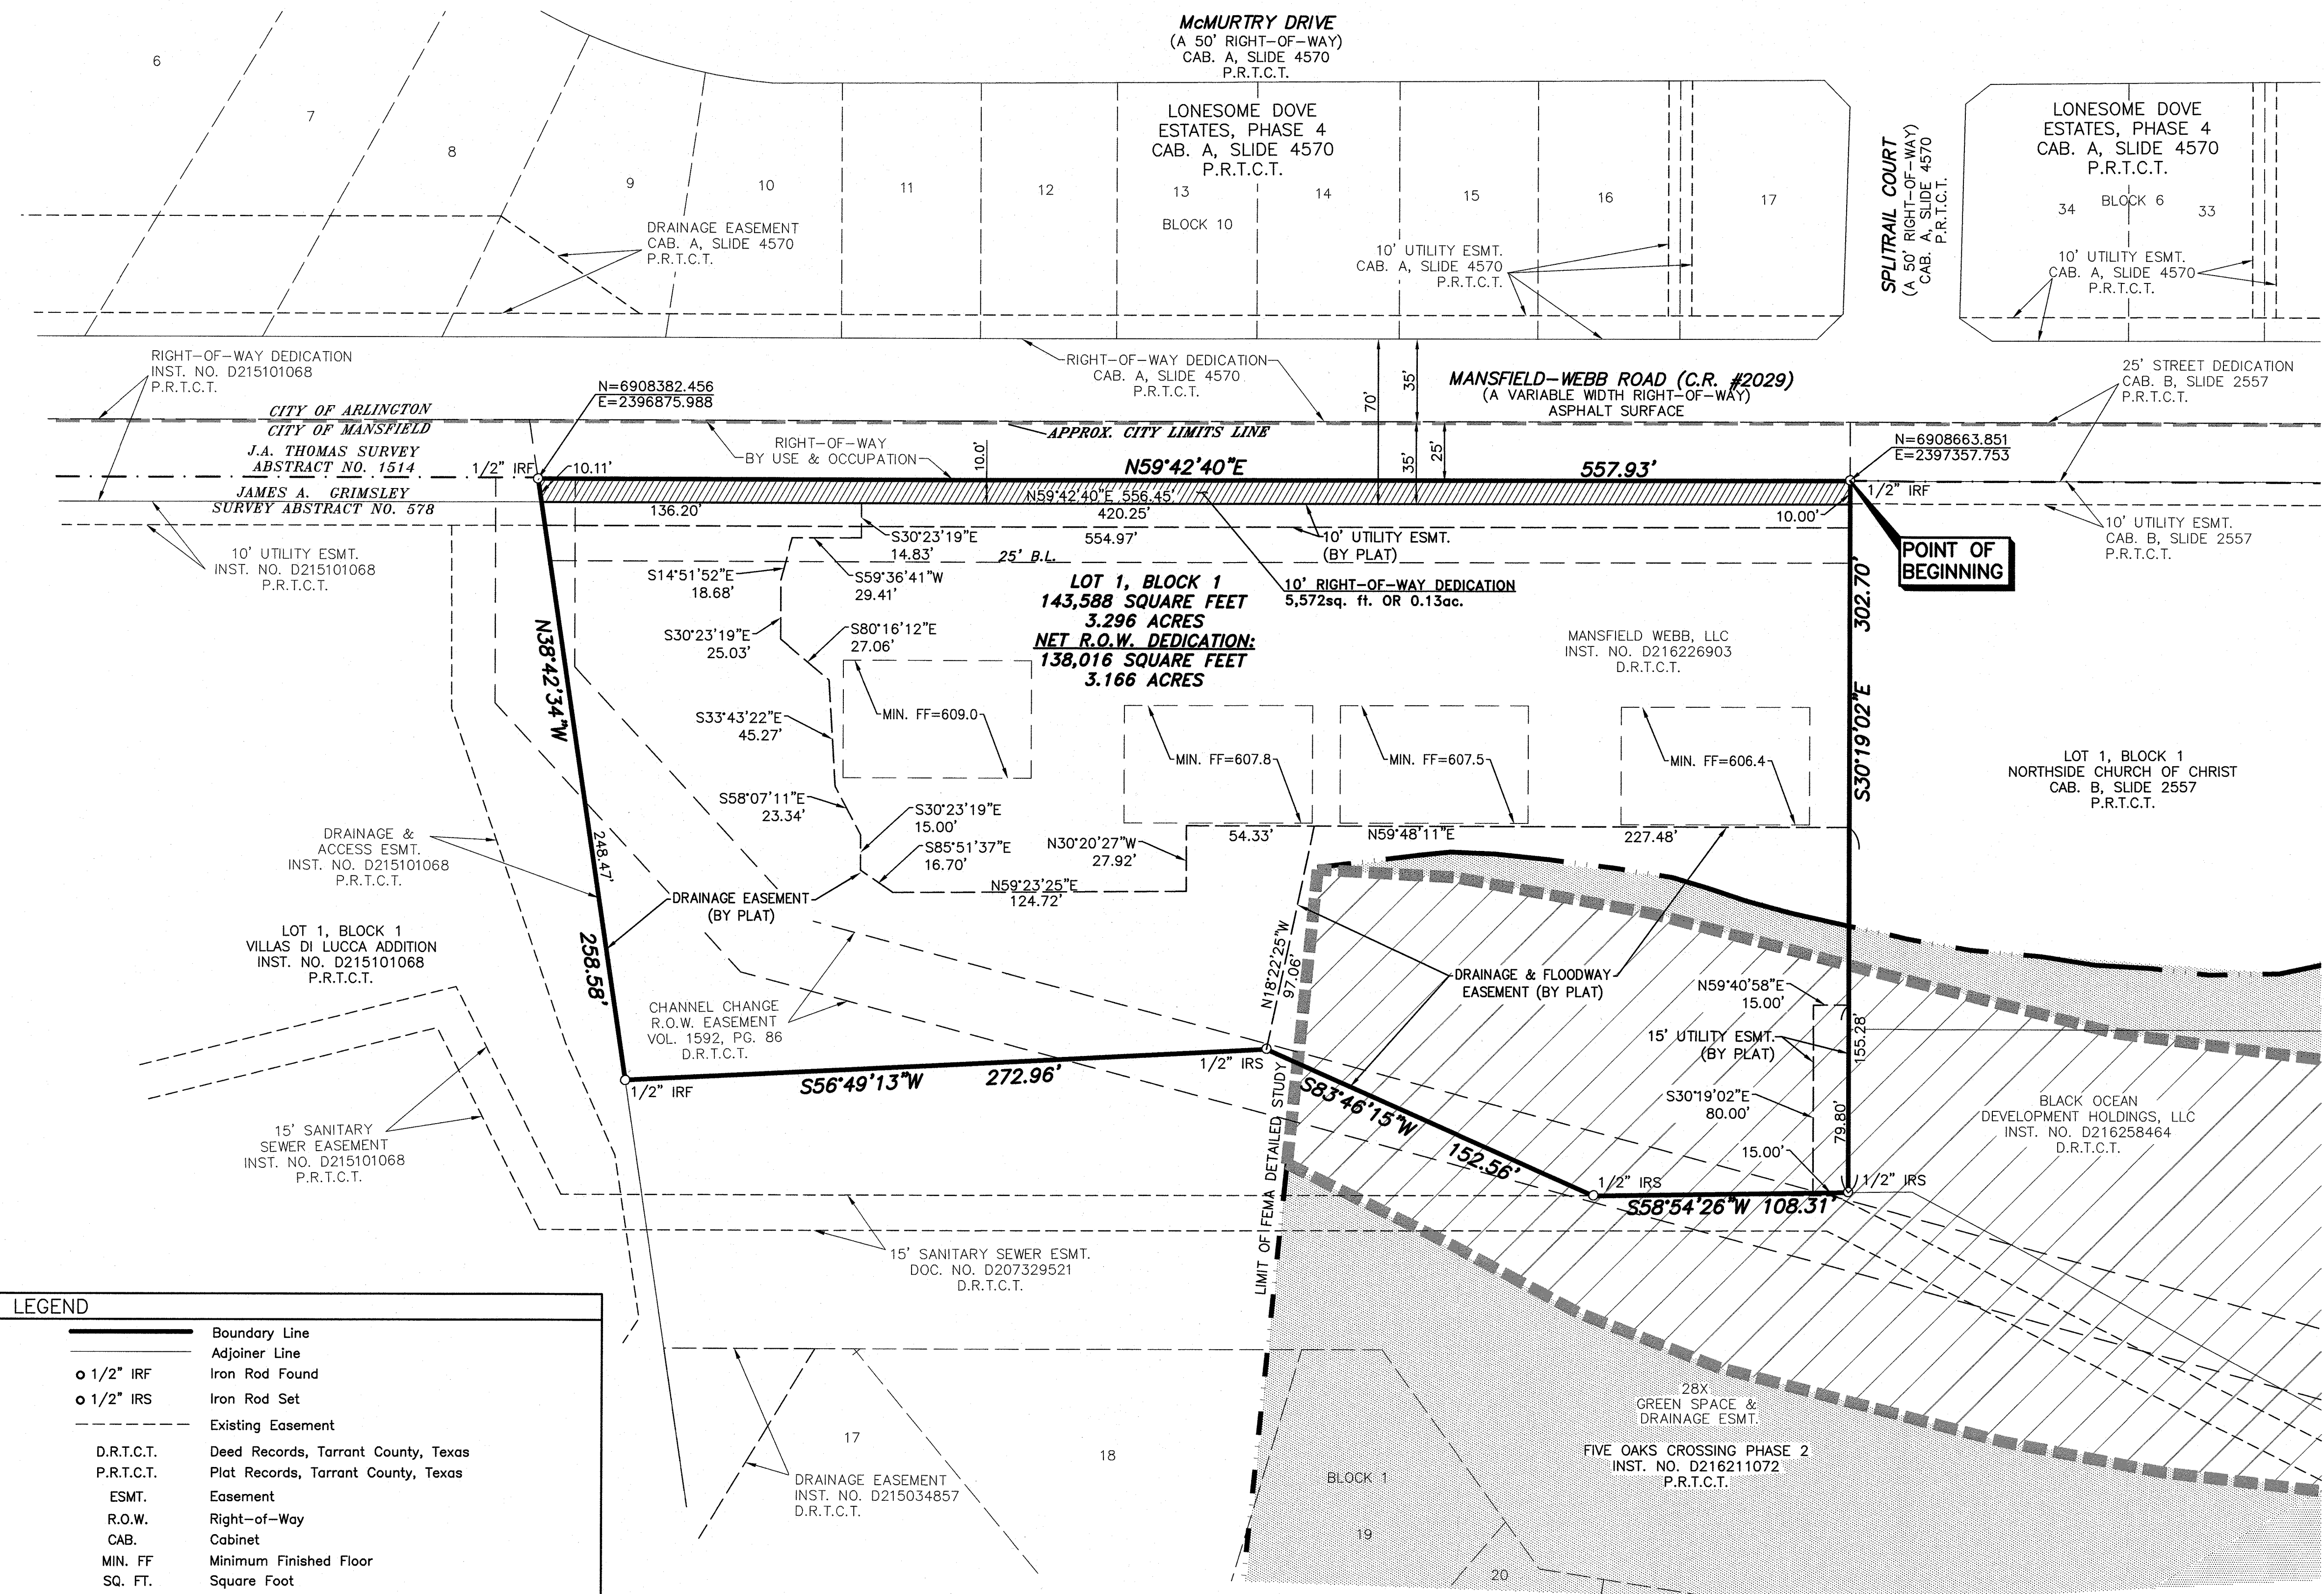 McMURTRY DRIVE
(A 50' RIGHT-OF-WAY)
CAB. A, SLIDE 4570
P.R.T.C.T.
6
7
8
9
10
11
12
13
14
15
16
17
LONESOME DOVE
ESTATES, PHASE 4
CAB. A, SLIDE 4570
P.R.T.C.T.
BLOCK 10
DRAINAGE EASEMENT
CAB. A, SLIDE 4570
P.R.T.C.T.
10' UTILITY ESMT.
CAB. A, SLIDE 4570
P.R.T.C.T.
SPLITRAIL COURT
(A 50' RIGHT-OF-WAY)
CAB. A, SLIDE 4570
P.R.T.C.T.
LONESOME DOVE
ESTATES, PHASE 4
CAB. A, SLIDE 4570
P.R.T.C.T.
BLOCK 6
34
33
10' UTILITY ESMT.
CAB. A, SLIDE 4570
P.R.T.C.T.
RIGHT-OF-WAY DEDICATION
INST. NO. D215101068
P.R.T.C.T.
N=6908382.456
E=2396875.988
RIGHT-OF-WAY DEDICATION
CAB. A, SLIDE 4570
P.R.T.C.T.
70'
35'
35'
25'
MANSFIELD-WEBB ROAD (C.R. #2029)
(A VARIABLE WIDTH RIGHT-OF-WAY)
ASPHALT SURFACE
25' STREET DEDICATION
CAB. B, SLIDE 2557
P.R.T.C.T.
CITY OF ARLINGTON
CITY OF MANSFIELD
APPROX. CITY LIMITS LINE
RIGHT-OF-WAY
BY USE & OCCUPATION
J.A. THOMAS SURVEY
ABSTRACT NO. 1514
JAMES A. GRIMSLEY
SURVEY ABSTRACT NO. 578
1/2" IRF
10.11'
10.0'
N59°42'40"E
557.93'
N=6908663.851
E=2397357.753
1/2" IRF
10.00'
N59°42'40"E 556.45'
136.20'
420.25'
554.97'
10' UTILITY ESMT.
(BY PLAT)
25' B.L.
10' UTILITY ESMT.
INST. NO. D215101068
P.R.T.C.T.
10' UTILITY ESMT.
CAB. B, SLIDE 2557
P.R.T.C.T.
POINT OF
BEGINNING
S30°23'19"E
14.83'
S59°36'41"W
29.41'
S14°51'52"E
18.68'
S30°23'19"E
25.03'
S80°16'12"E
27.06'
S33°43'22"E
45.27'
S58°07'11"E
23.34'
S30°23'19"E
15.00'
S85°51'37"E
16.70'
N59°23'25"E
124.72'
N30°20'27"W
27.92'
54.33'
N59°48'11"E
227.48'
LOT 1, BLOCK 1
143,588 SQUARE FEET
3.296 ACRES
NET R.O.W. DEDICATION:
138,016 SQUARE FEET
3.166 ACRES
10' RIGHT-OF-WAY DEDICATION
5,572sq. ft. OR 0.13ac.
MANSFIELD WEBB, LLC
INST. NO. D216226903
D.R.T.C.T.
MIN. FF=609.0
MIN. FF=607.8
MIN. FF=607.5
MIN. FF=606.4
302.70'
S30°19'02"E
LOT 1, BLOCK 1
NORTHSIDE CHURCH OF CHRIST
CAB. B, SLIDE 2557
P.R.T.C.T.
N38°42'34"W
248.47'
258.58'
DRAINAGE &
ACCESS ESMT.
INST. NO. D215101068
P.R.T.C.T.
DRAINAGE EASEMENT
(BY PLAT)
LOT 1, BLOCK 1
VILLAS DI LUCCA ADDITION
INST. NO. D215101068
P.R.T.C.T.
CHANNEL CHANGE
R.O.W. EASEMENT
VOL. 1592, PG. 86
D.R.T.C.T.
N18°22'25"W
97.06'
DRAINAGE & FLOODWAY
EASEMENT (BY PLAT)
N59°40'58"E
15.00'
15' UTILITY ESMT.
(BY PLAT)
155.28'
S30°19'02"E
80.00'
79.80'
15.00'
1/2" IRS
1/2" IRF
S56°49'13"W
272.96'
1/2" IRS
S83°46'15"W
152.56'
1/2" IRS
S58°54'26"W 108.31'
BLACK OCEAN
DEVELOPMENT HOLDINGS, LLC
INST. NO. D216258464
D.R.T.C.T.
15' SANITARY
SEWER EASEMENT
INST. NO. D215101068
P.R.T.C.T.
LIMIT OF FEMA DETAILED STUDY
15' SANITARY SEWER ESMT.
DOC. NO. D207329521
D.R.T.C.T.
17
18
DRAINAGE EASEMENT
INST. NO. D215034857
D.R.T.C.T.
BLOCK 1
19
20
28X
GREEN SPACE &
DRAINAGE ESMT.
FIVE OAKS CROSSING PHASE 2
INST. NO. D216211072
P.R.T.C.T.
LEGEND
Boundary Line
Adjoiner Line
1/2" IRF Iron Rod Found
1/2" IRS Iron Rod Set
Existing Easement
D.R.T.C.T. Deed Records, Tarrant County, Texas
P.R.T.C.T. Plat Records, Tarrant County, Texas
ESMT. Easement
R.O.W. Right-of-Way
CAB. Cabinet
MIN. FF Minimum Finished Floor
SQ. FT. Square Foot